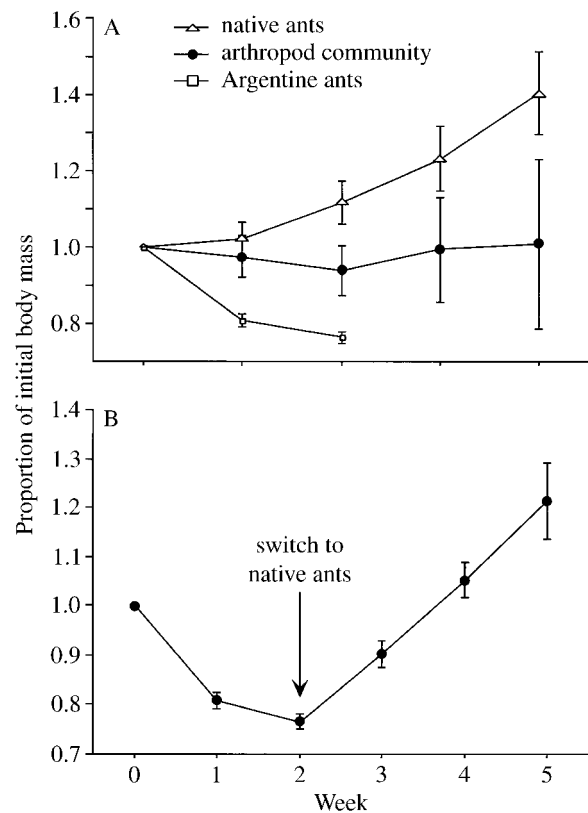 A
native ants
arthropod community
Argentine ants
1.6
1.4
1.2
1.0
0.8
Proportion of initial body mass
B
1.4
1.3
1.2
1.1
1.0
0.9
0.8
0.7
switch to
native ants
0 1 2 3 4 5
Week